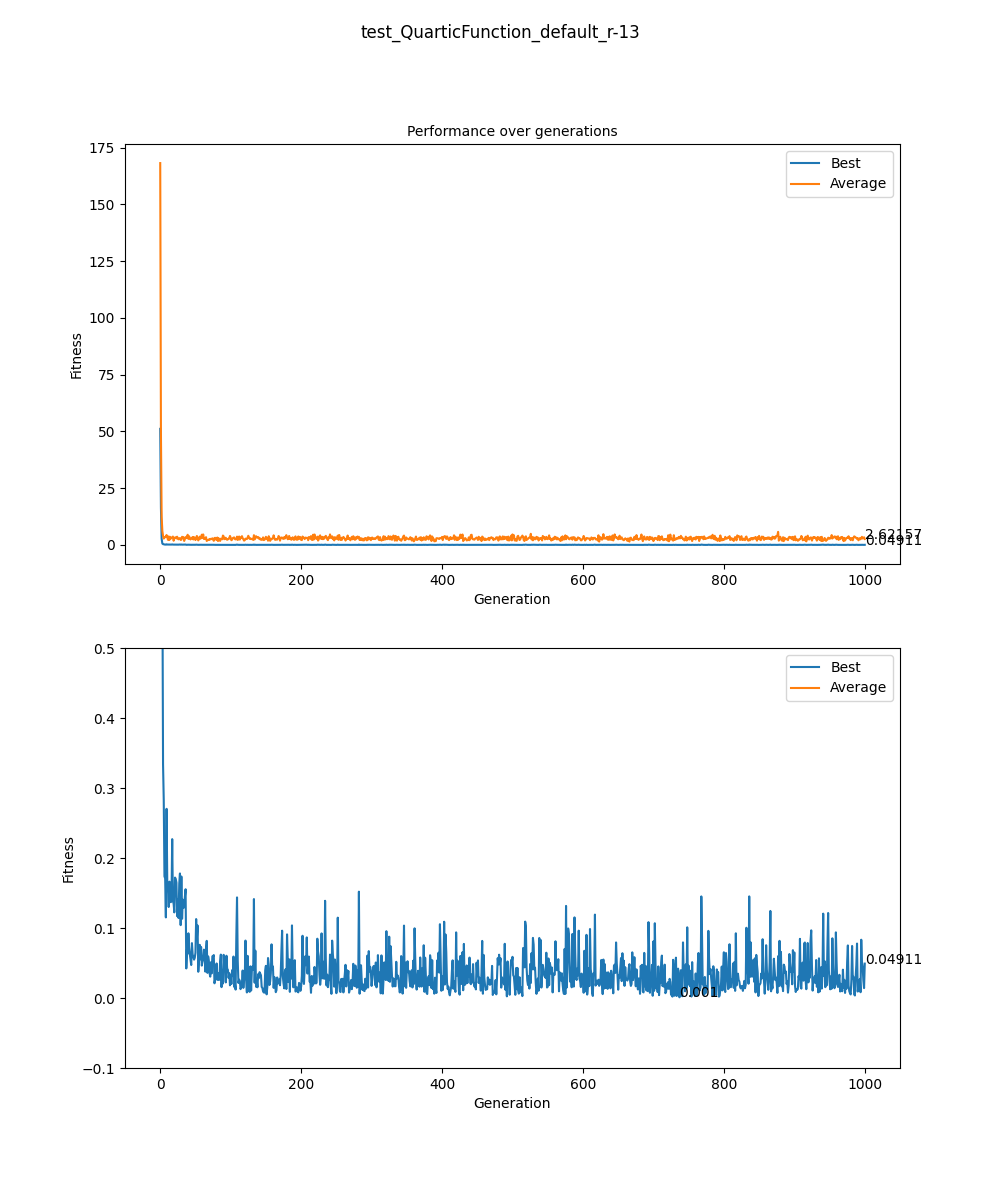 test_QuarticFunction_default_r-13
Performance over generations
175
150
125
100
75
50
25
0
Fitness
Best
Average
2.62157
0.04911
0 200 400 600 800 1000
Generation
0.5
0.4
0.3
0.2
0.1
0.0
−0.1
Fitness
Best
Average
0.04911
0.001
0 200 400 600 800 1000
Generation